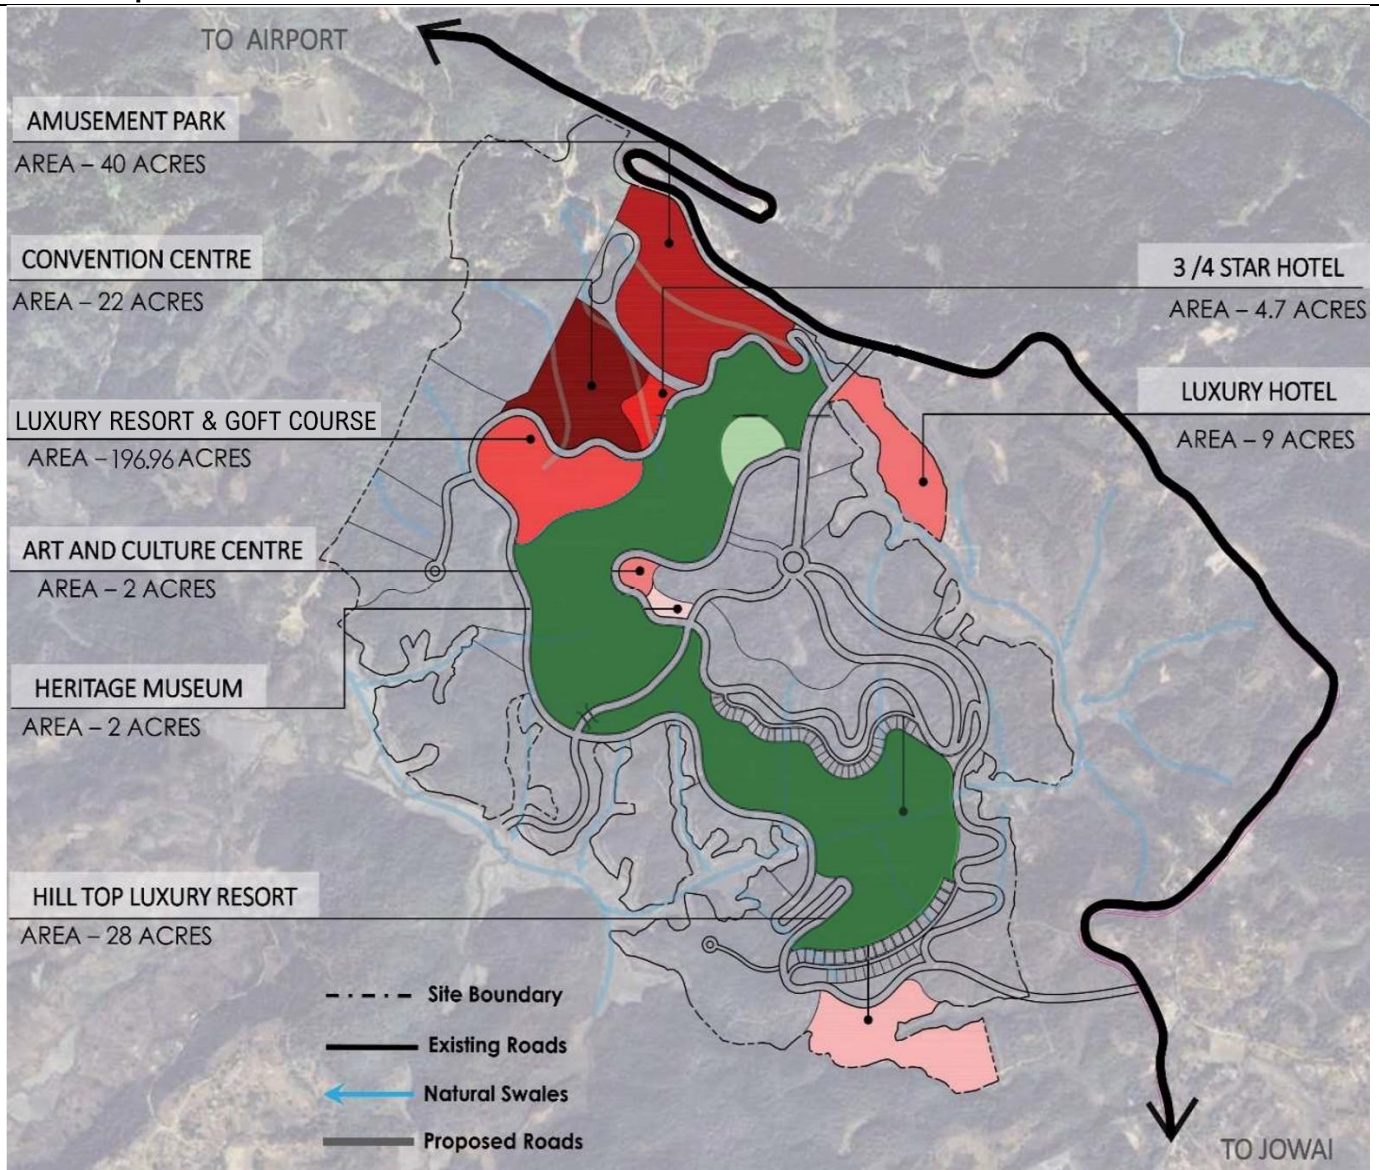 TO AIRPORT
AMUSEMENT PARK
AREA – 40 ACRES
CONVENTION CENTRE
AREA – 22 ACRES
3 /4 STAR HOTEL
AREA – 4.7 ACRES
LUXURY HOTEL
AREA – 9 ACRES
LUXURY RESORT & GOFT COURSE
AREA – 196.96 ACRES
ART AND CULTURE CENTRE
AREA – 2 ACRES
HERITAGE MUSEUM
AREA – 2 ACRES
HILL TOP LUXURY RESORT
AREA – 28 ACRES
Site Boundary
Existing Roads
Natural Swales
Proposed Roads
TO JOWAI